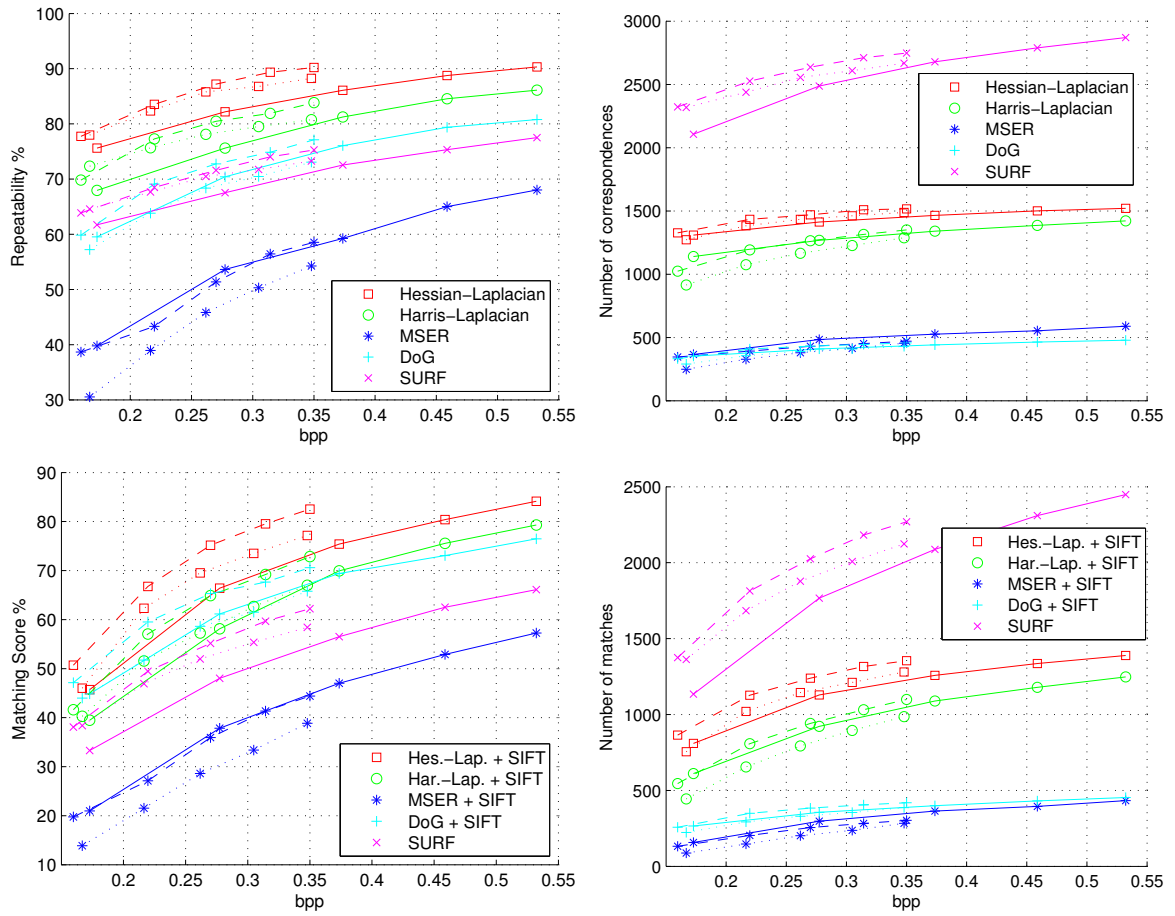 100
90
80
70
60
50
40
30
Repeatability %
0.2
0.25
0.3
0.35
0.4
0.45
0.5
0.55
bpp
Hessian−Laplacian
Harris−Laplacian
MSER
DoG
SURF
3000
2500
2000
1500
1000
500
0
Number of correspondences
0.2
0.25
0.3
0.35
0.4
0.45
0.5
0.55
bpp
Hessian−Laplacian
Harris−Laplacian
MSER
DoG
SURF
90
80
70
60
50
40
30
20
10
Matching Score %
0.2
0.25
0.3
0.35
0.4
0.45
0.5
0.55
bpp
Hes.−Lap. + SIFT
Har.−Lap. + SIFT
MSER + SIFT
DoG + SIFT
SURF
2500
2000
1500
1000
500
0
Number of matches
0.2
0.25
0.3
0.35
0.4
0.45
0.5
0.55
bpp
Hes.−Lap. + SIFT
Har.−Lap. + SIFT
MSER + SIFT
DoG + SIFT
SURF